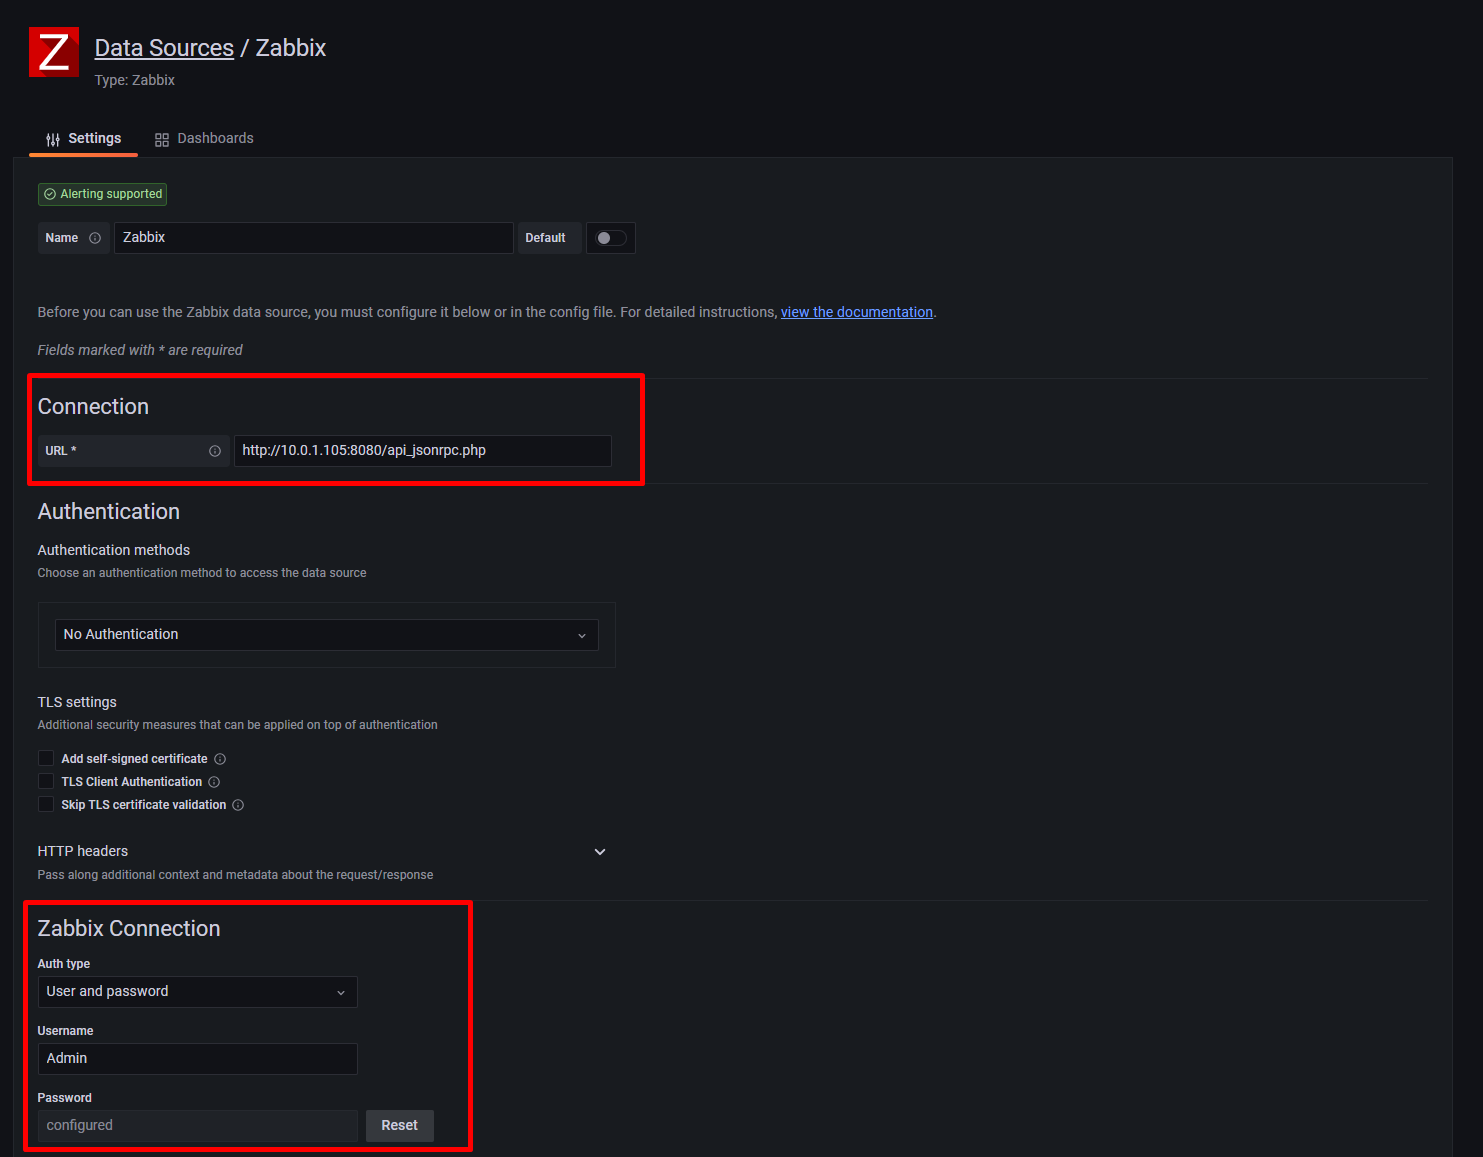 Z
Data Sources / Zabbix
Type: Zabbix
Settings
Dashboards
Alerting supported
Name
Zabbix
Default
Before you can use the Zabbix data source, you must configure it below or in the config file. For detailed instructions, view the documentation.
Fields marked with * are required
Connection
URL *
http://10.0.1.105:8080/api_jsonrpc.php
Authentication
Authentication methods
Choose an authentication method to access the data source
No Authentication
TLS settings
Additional security measures that can be applied on top of authentication
Add self-signed certificate
TLS Client Authentication
Skip TLS certificate validation
HTTP headers
Pass along additional context and metadata about the request/response
Zabbix Connection
Auth type
User and password
Username
Admin
Password
configured
Reset